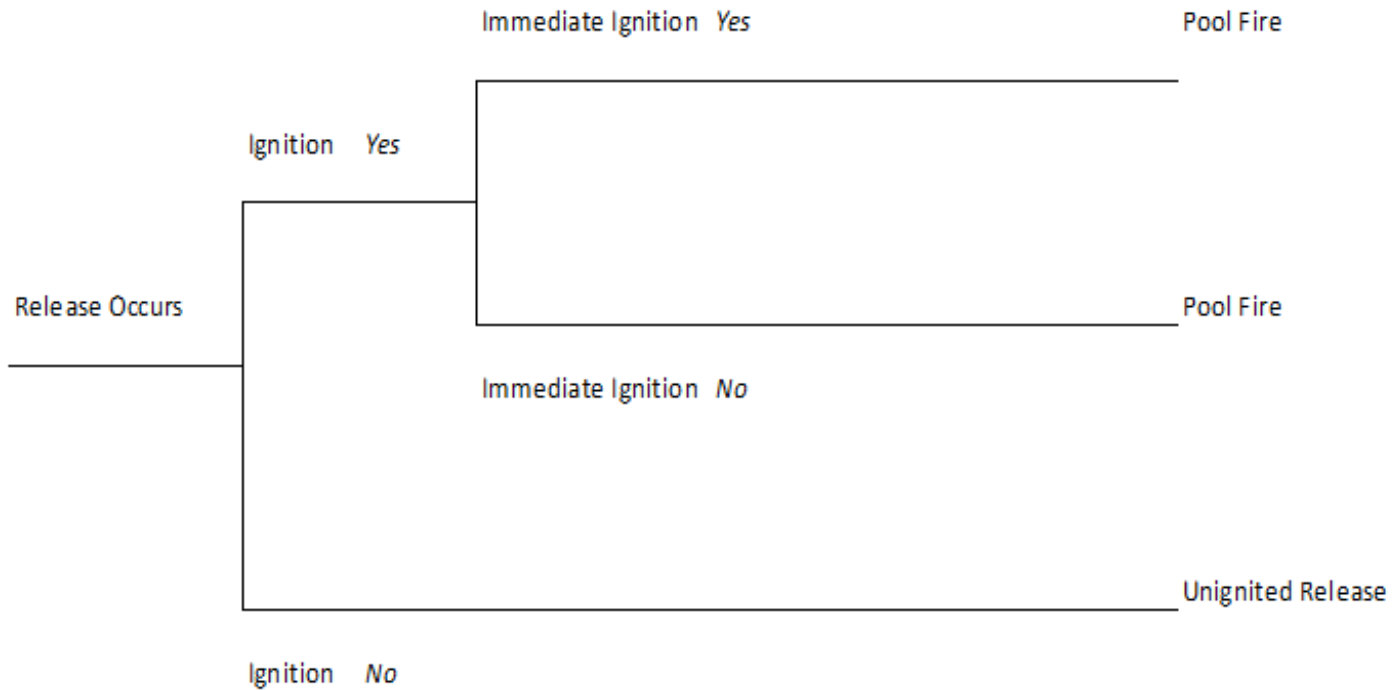 Immediate Ignition Yes Pool Fire
Ignition Yes
Release Occurs Pool Fire
Immediate Ignition No
Unignited Release
Ignition No